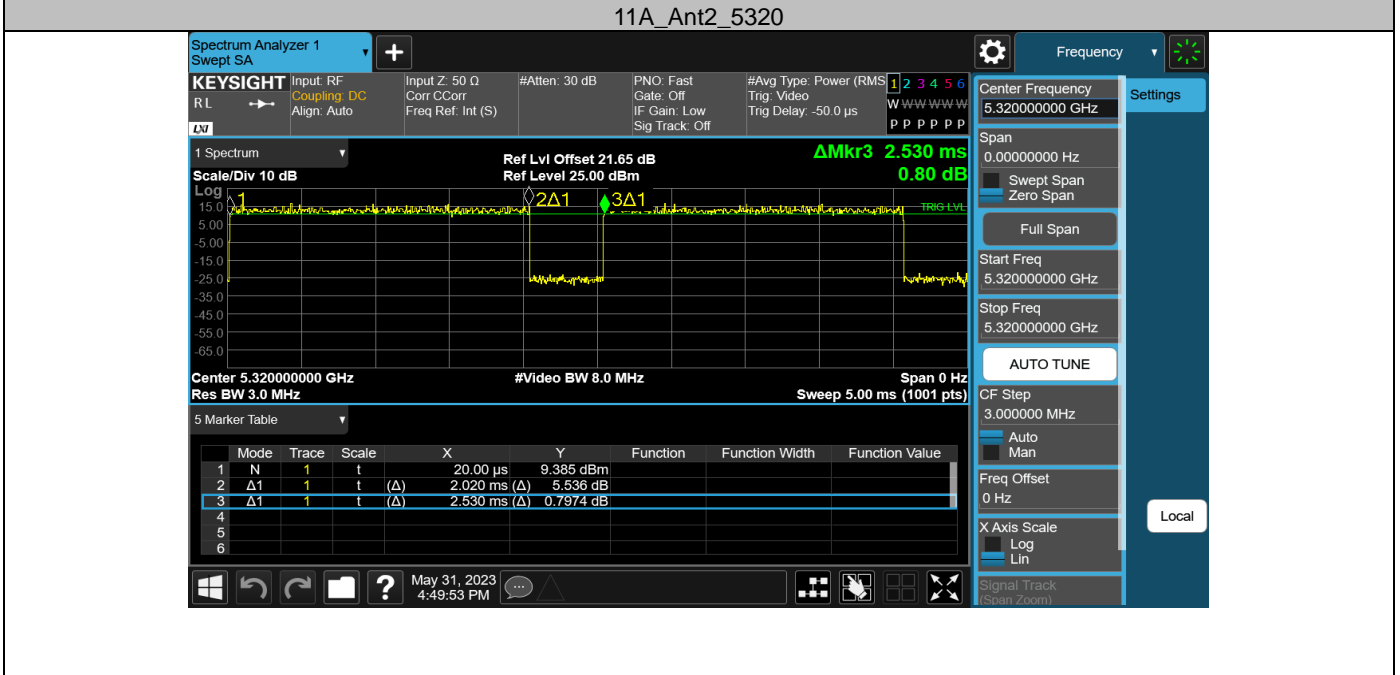 11A_Ant2_5320
Spectrum Analyzer 1
Swept SA
Frequency
KEYSIGHT Input: RF Input Z: 50 Ω #Atten: 30 dB PNO: Fast #Avg Type: Power (RMS 1 2 3 4 5 6
R L Coupling: DC Corr CCorr Gate: Off Trig: Video W W W W W W
Align: Auto Freq Ref: Int (S) IF Gain: Low Trig Delay: -50.0 µs
LXI Sig Track: Off P P P P P P
1 Spectrum Ref Lvl Offset 21.65 dB ΔMkr3 2.530 ms
Scale/Div 10 dB Ref Level 25.00 dBm 0.80 dB
Log
15.0 1 2Δ1 3Δ1 TRIG LVL
5.00
-5.00
-15.0
-25.0
-35.0
-45.0
-55.0
-65.0
Center 5.320000000 GHz #Video BW 8.0 MHz Span 0 Hz
Res BW 3.0 MHz Sweep 5.00 ms (1001 pts)
5 Marker Table
Mode Trace Scale X Y Function Function Width Function Value
1 N 1 t 20.00 µs 9.385 dBm
2 Δ1 1 t (Δ) 2.020 ms (Δ) 5.536 dB
3 Δ1 1 t (Δ) 2.530 ms (Δ) 0.7974 dB
4
5
6
May 31, 2023
4:49:53 PM
Center Frequency
5.320000000 GHz
Settings
Span
0.00000000 Hz
Swept Span
Zero Span
Full Span
Start Freq
5.320000000 GHz
Stop Freq
5.320000000 GHz
AUTO TUNE
CF Step
3.000000 MHz
Auto
Man
Freq Offset
0 Hz
Local
X Axis Scale
Log
Lin
Signal Track
(Span Zoom)